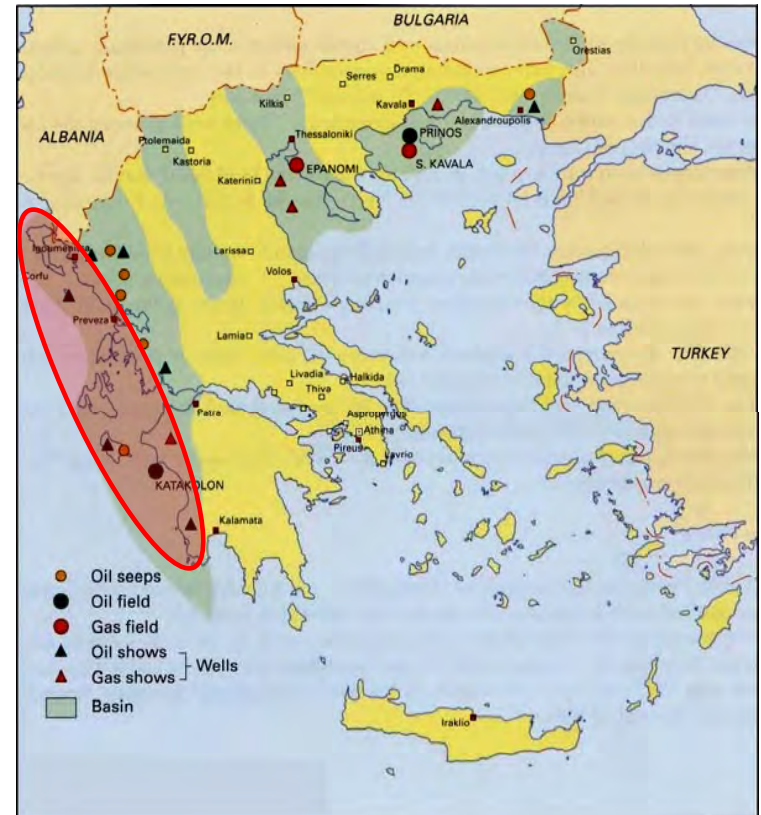 BULGARIA
F.Y.R.O.M.
Orestias
Drama
Serres
Kilkis
Kavala
Alexandroupolis
ALBANIA
PRINOS
Thessaloniki
Ptolemaida
Kastoria
S. KAVALA
EPANOMI
Katerini
Igoumenitsa
Larissa
Corfu
Volos
Preveza
Lamia
TURKEY
Livadia
Halkida
Thiva
Patra
Aspropyrgos
Athina
Pireus
Lavrio
KATAKOLON
Kalamata
Oil seeps
Oil field
Gas field
Oil shows
Wells
Gas shows
Basin
Iraklio